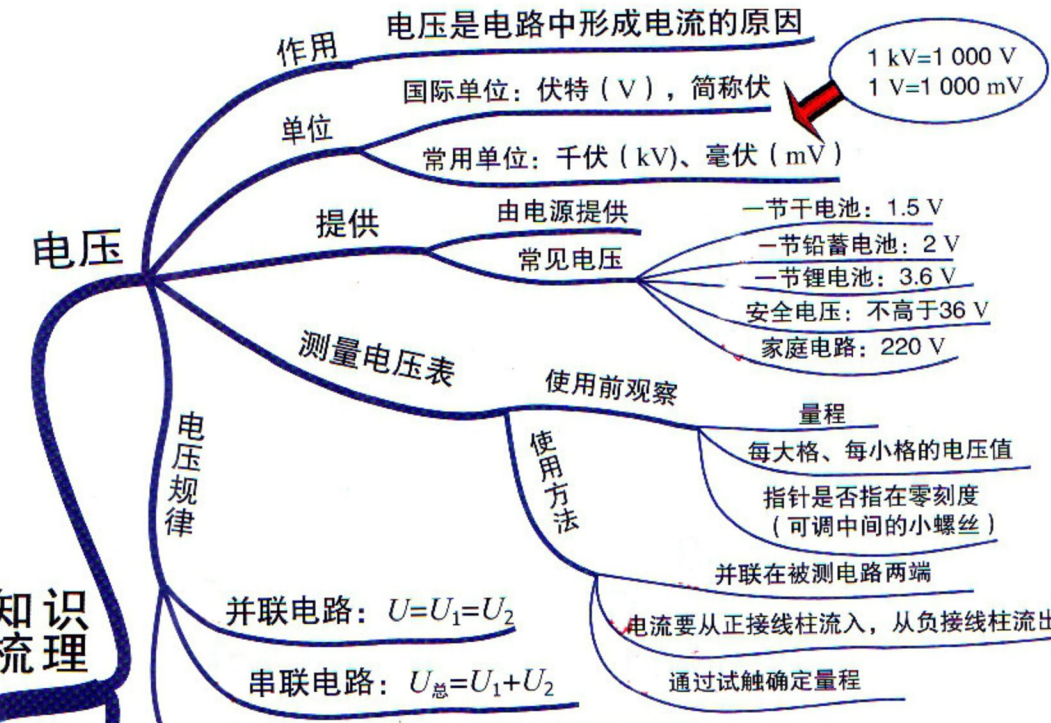 电压是电路中形成电流的原因
作用
1 kV=1 000 V
1 V=1 000 mV
国际单位：伏特（V），简称伏
单位
常用单位：千伏（kV）、毫伏（mV）
电压
提供
由电源提供
常见电压
一节干电池：1.5 V
一节铅蓄电池：2 V
一节锂电池：3.6 V
安全电压：不高于36 V
家庭电路：220 V
测量电压表
使用前观察
量程
每大格、每小格的电压值
指针是否指在零刻度
（可调中间的小螺丝）
使用方法
并联在被测电路两端
电流要从正接线柱流入，从负接线柱流出
通过试触确定量程
电压规律
并联电路：U=U₁=U₂
串联电路：U总=U₁+U₂
知识
梳理